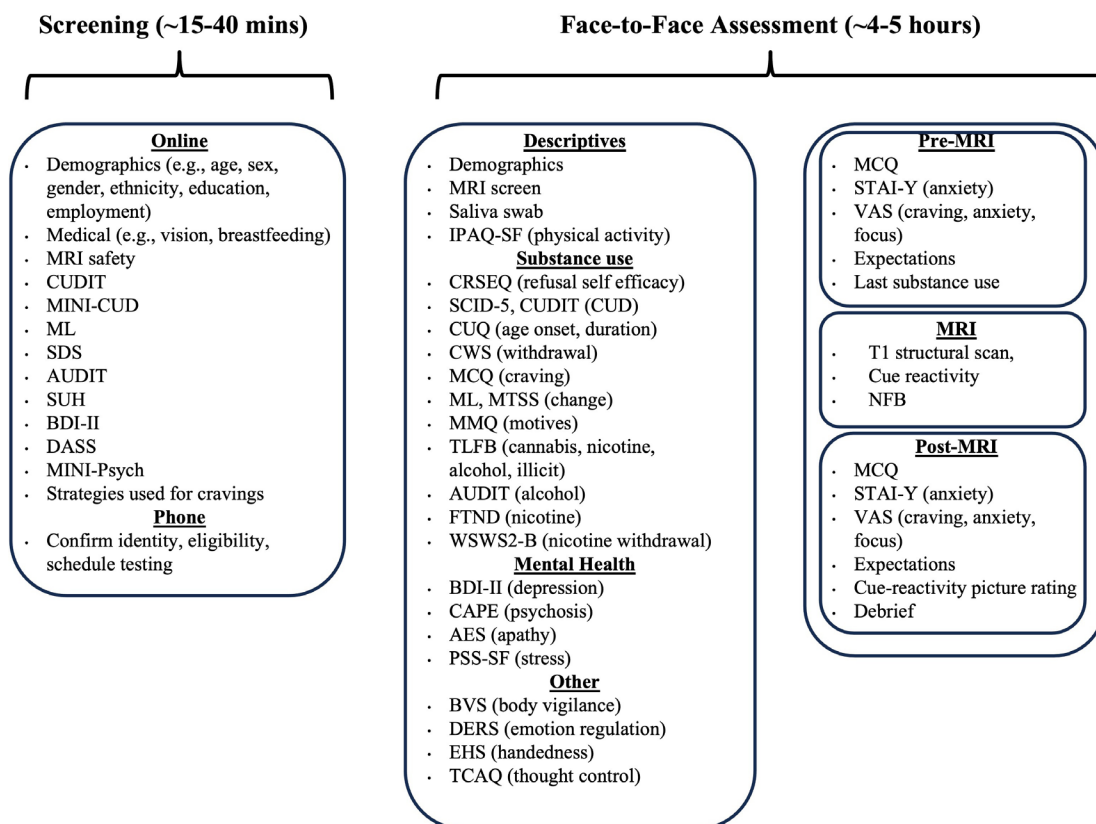 Screening (~15-40 mins)
Face-to-Face Assessment (~4-5 hours)
Online
· Demographics (e.g., age, sex,
gender, ethnicity, education,
employment)
· Medical (e.g., vision, breastfeeding)
· MRI safety
· CUDIT
· MINI-CUD
· ML
· SDS
· AUDIT
· SUH
· BDI-II
· DASS
· MINI-Psych
· Strategies used for cravings
Phone
· Confirm identity, eligibility,
schedule testing
Descriptives
· Demographics
· MRI screen
· Saliva swab
· IPAQ-SF (physical activity)
Substance use
· CRSEQ (refusal self efficacy)
· SCID-5, CUDIT (CUD)
· CUQ (age onset, duration)
· CWS (withdrawal)
· MCQ (craving)
· ML, MTSS (change)
· MMQ (motives)
· TLFB (cannabis, nicotine,
alcohol, illicit)
· AUDIT (alcohol)
· FTND (nicotine)
· WSWS2-B (nicotine withdrawal)
Mental Health
· BDI-II (depression)
· CAPE (psychosis)
· AES (apathy)
· PSS-SF (stress)
Other
· BVS (body vigilance)
· DERS (emotion regulation)
· EHS (handedness)
· TCAQ (thought control)
Pre-MRI
· MCQ
· STAI-Y (anxiety)
· VAS (craving, anxiety,
focus)
· Expectations
· Last substance use
MRI
· T1 structural scan,
· Cue reactivity
· NFB
Post-MRI
· MCQ
· STAI-Y (anxiety)
· VAS (craving, anxiety,
focus)
· Expectations
· Cue-reactivity picture rating
· Debrief